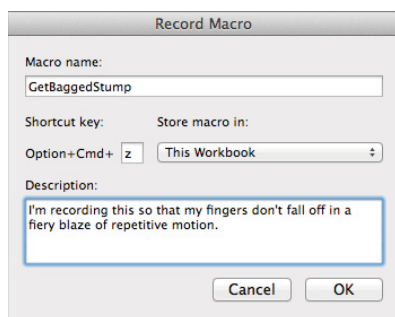 Record Macro
Macro name:
GetBaggedStump
Shortcut key: Store macro in:
Option+Cmd+ z This Workbook
Description:
I'm recording this so that my fingers don't fall off in a
fiery blaze of repetitive motion.
Cancel OK